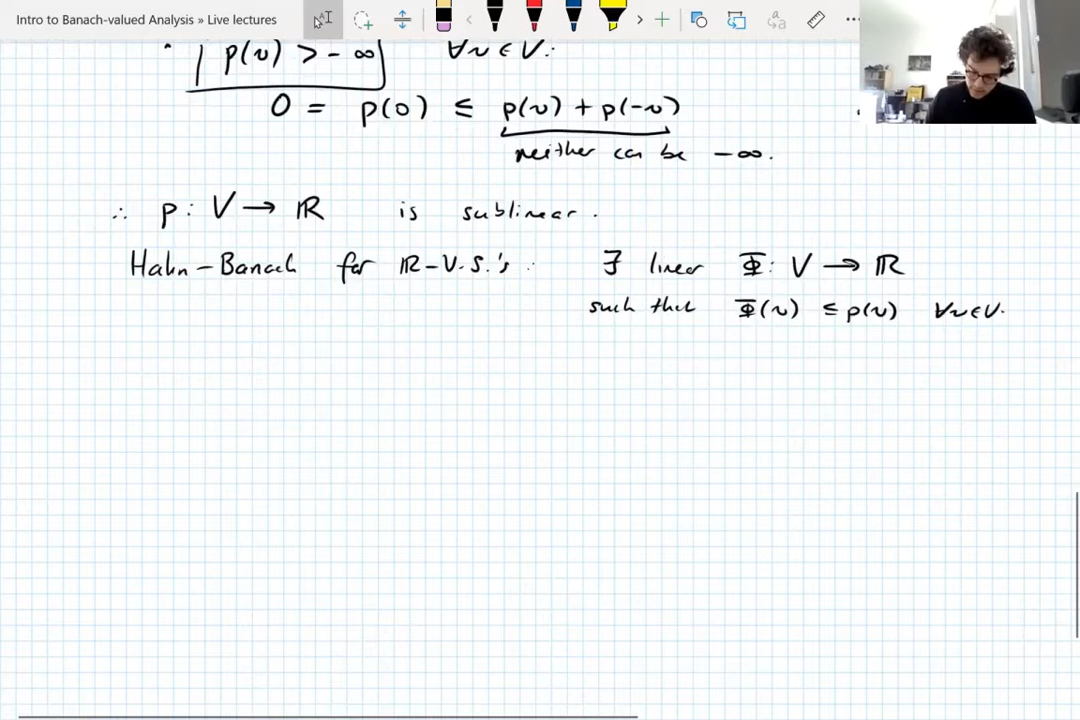 Intro to Banach-valued Analysis » Live lectures
p(v) > -∞ ∀v∈V.
0 = p(0) ≤ p(v) + p(-v)
neither can be -∞.
∴ p: V → ℝ is sublinear.
Hahn-Banach for ℝ-V.S.'s: ∃ linear Φ: V → ℝ
such that Φ(v) ≤ p(v) ∀v∈V.